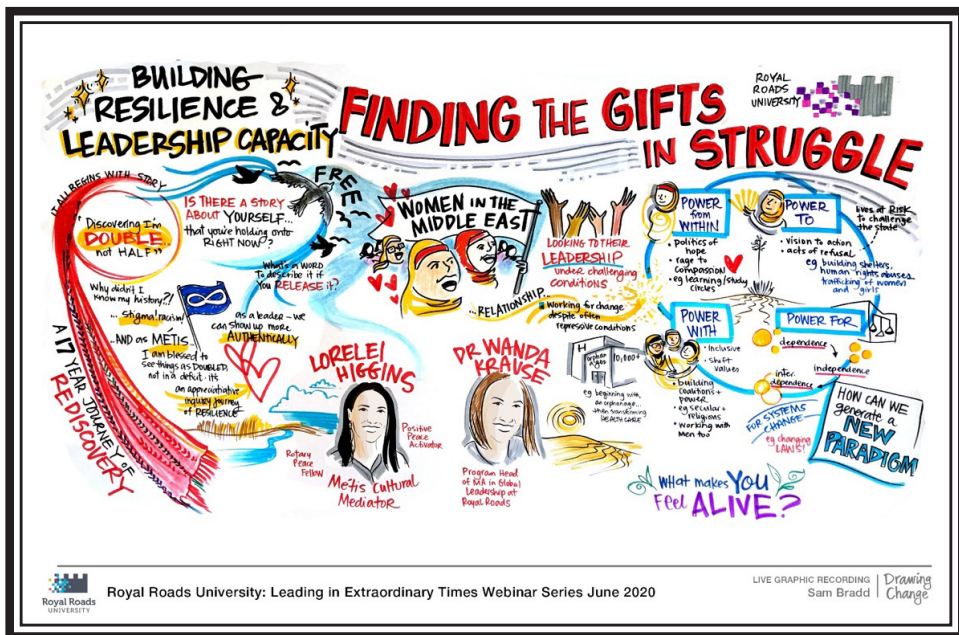 BUILDING
RESILIENCE &
LEADERSHIP CAPACITY
FINDING THE GIFTS
IN STRUGGLE
ROYAL
ROADS
UNIVERSITY
IT ALL BEGINS WITH STORY
"Discovering I'm
DOUBLE
not HALF"
IS THERE A STORY
ABOUT YOURSELF...
that you're holding onto
RIGHT NOW?
FREE
What's a WORD
to describe it if
you RELEASE it?
Why didn't I
know my history?!
... stigma! racism!
...AND as MÉTIS.
I am blessed to
see things as DOUBLED,
not in a deficit. it's
an appreciative
inquiry journey
of RESILIENCE
as a leader - we
can show up more
AUTHENTICALLY
A 17 YEAR JOURNEY OF
REDISCOVERY
LORELEI
HIGGINS
Rotary
Peace
Fellow
Positive
Peace
Activator
Metis Cultural
Mediator
WOMEN IN THE
MIDDLE EAST
...RELATIONSHIP...
LOOKING TO THEIR
LEADERSHIP
under challenging
conditions
Working for change
despite often
repressive conditions
DR WANDA
KRAUSE
Program Head
of MA in Global
Leadership at
Royal Roads
H
orphan
ages
10,000+
eg beginning with
an orphanage...
then transforming
HEALTH CARE
POWER
from
WITHIN
• politics of
hope
• rage to
compassion
• eg learning/study
circles
POWER
TO
• vision to action
• acts of refusal
eg building shelters,
human rights abuses,
trafficking of women
and girls
lives at RISK
to challenge
the state
POWER
WITH
• Inclusive
• shift
values
• building
coalitions +
power
• eg secular +
religions
• Working with
Men too
POWER FOR
dependence
independence
inter-
dependence
FOR SYSTEMS
CHANGE
eg changing
LAWS!
HOW CAN WE
generate a
NEW
PARADIGM
WHAT MAKES YOU
Feel ALIVE?
Royal Roads
UNIVERSITY
Royal Roads University: Leading in Extraordinary Times Webinar Series June 2020
LIVE GRAPHIC RECORDING
Sam Bradd
Drawing
Change